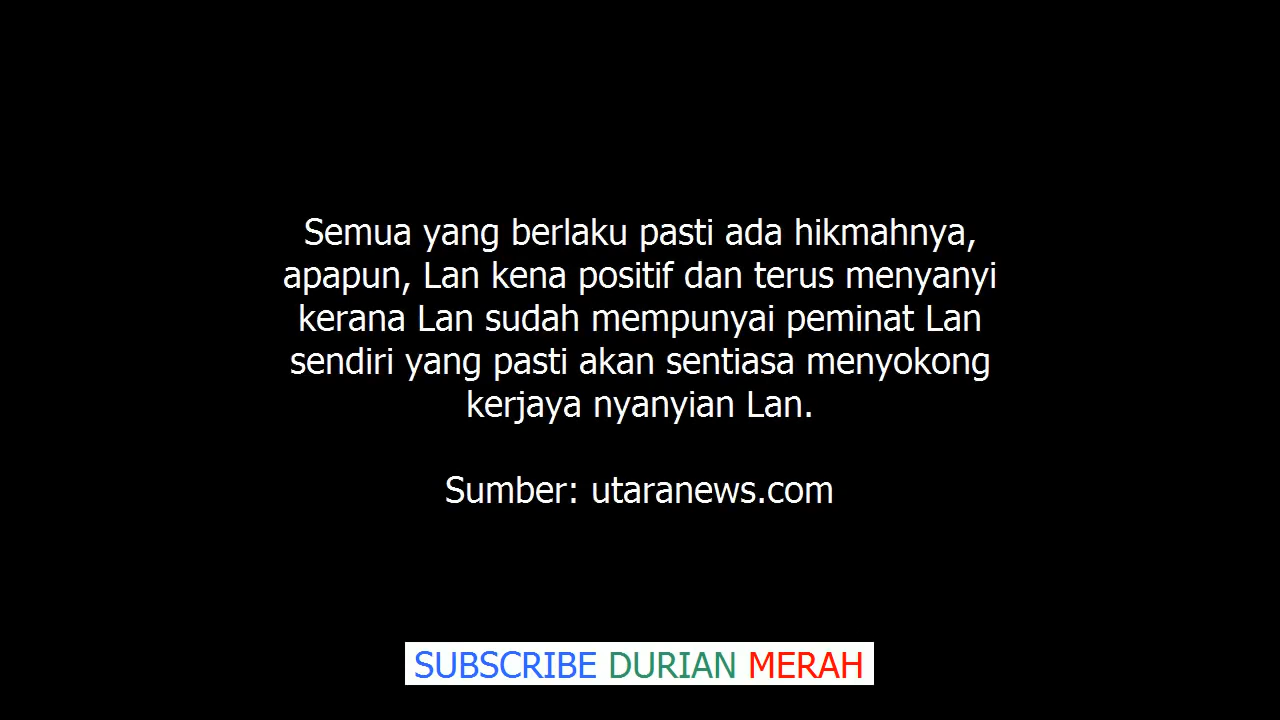 Semua yang berlaku pasti ada hikmahnya,
apapun, Lan kena positif dan terus menyanyi
kerana Lan sudah mempunyai peminat Lan
sendiri yang pasti akan sentiasa menyokong
kerjaya nyanyian Lan.
Sumber: utaranews.com
SUBSCRIBE DURIAN MERAH